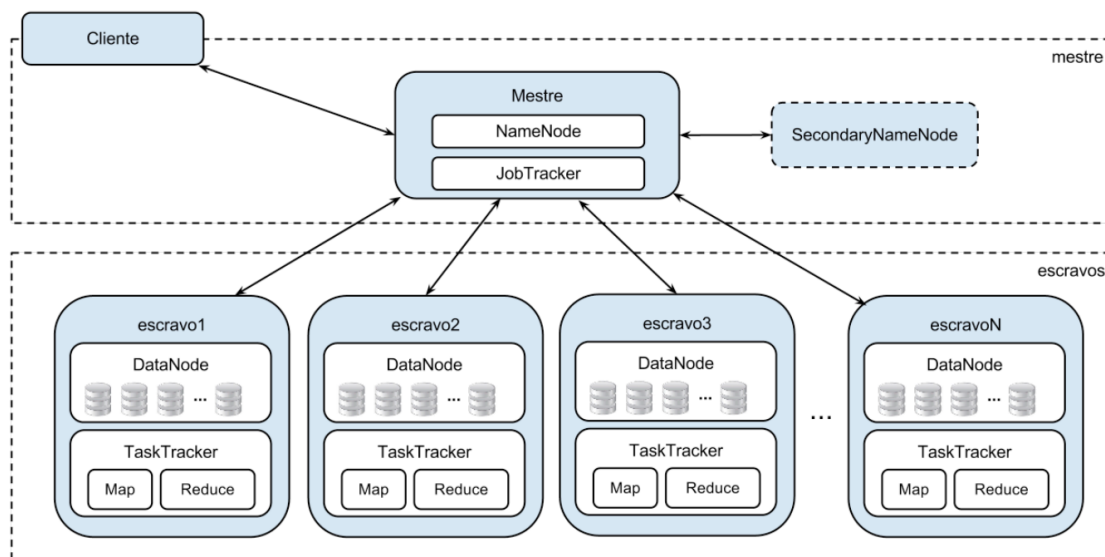 Cliente
mestre
Mestre
NameNode
SecondaryNameNode
JobTracker
escravos
escravo1
DataNode
...
TaskTracker
Map
Reduce
escravo2
DataNode
...
TaskTracker
Map
Reduce
escravo3
DataNode
...
TaskTracker
Map
Reduce
...
escravoN
DataNode
...
TaskTracker
Map
Reduce